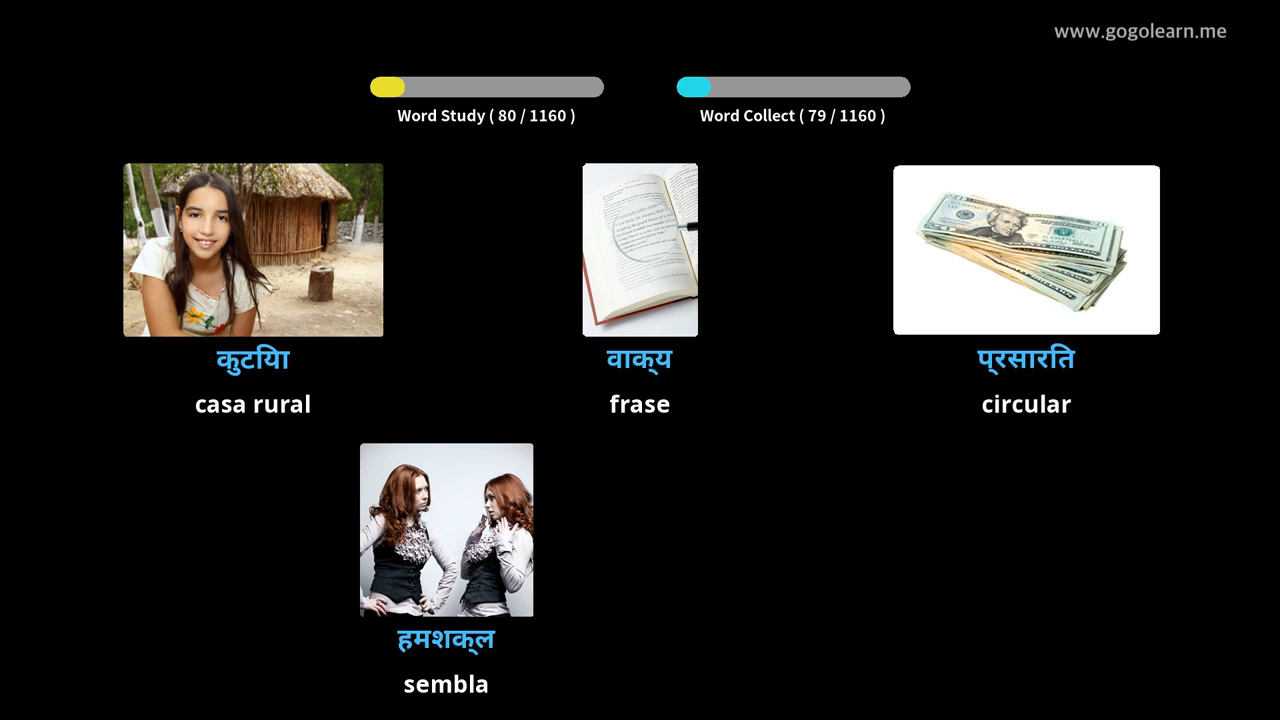 www.gogolearn.me
Word Study ( 80 / 1160 )
Word Collect ( 79 / 1160 )
कुटिया
वाक्य
प्रसारित
casa rural
frase
circular
हमशक्ल
sembla